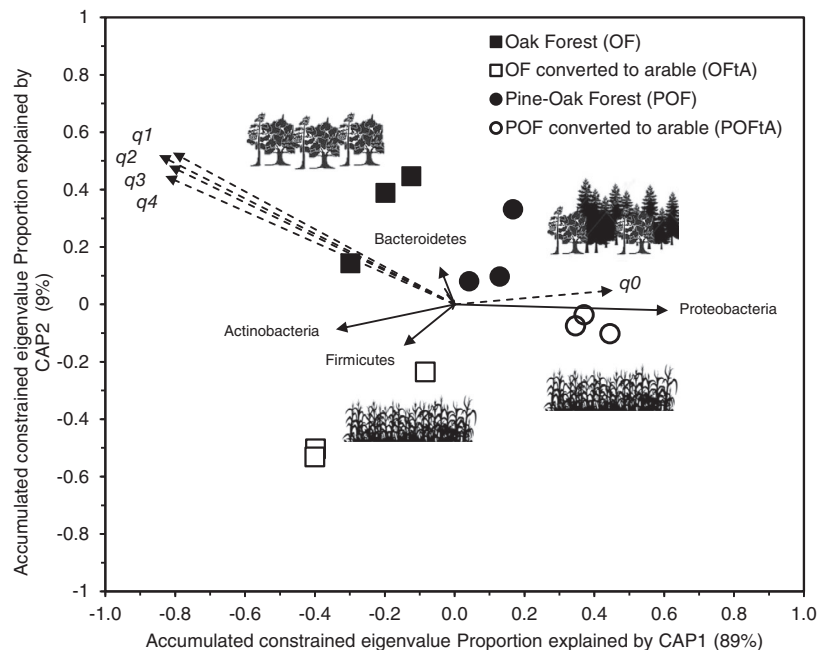 Accumulated constrained eigenvalue Proportion explained by
CAP2 (9%)
1
0.8
0.6
0.4
0.2
0
-0.2
-0.4
-0.6
-0.8
-1
Oak Forest (OF)
OF converted to arable (OFtA)
Pine-Oak Forest (POF)
POF converted to arable (POFtA)
q1
q2
q3
q4
Bacteroidetes
q0
Proteobacteria
Actinobacteria
Firmicutes
-1.0 -0.8 -0.6 -0.4 -0.2 0.0 0.2 0.4 0.6 0.8 1.0
Accumulated constrained eigenvalue Proportion explained by CAP1 (89%)